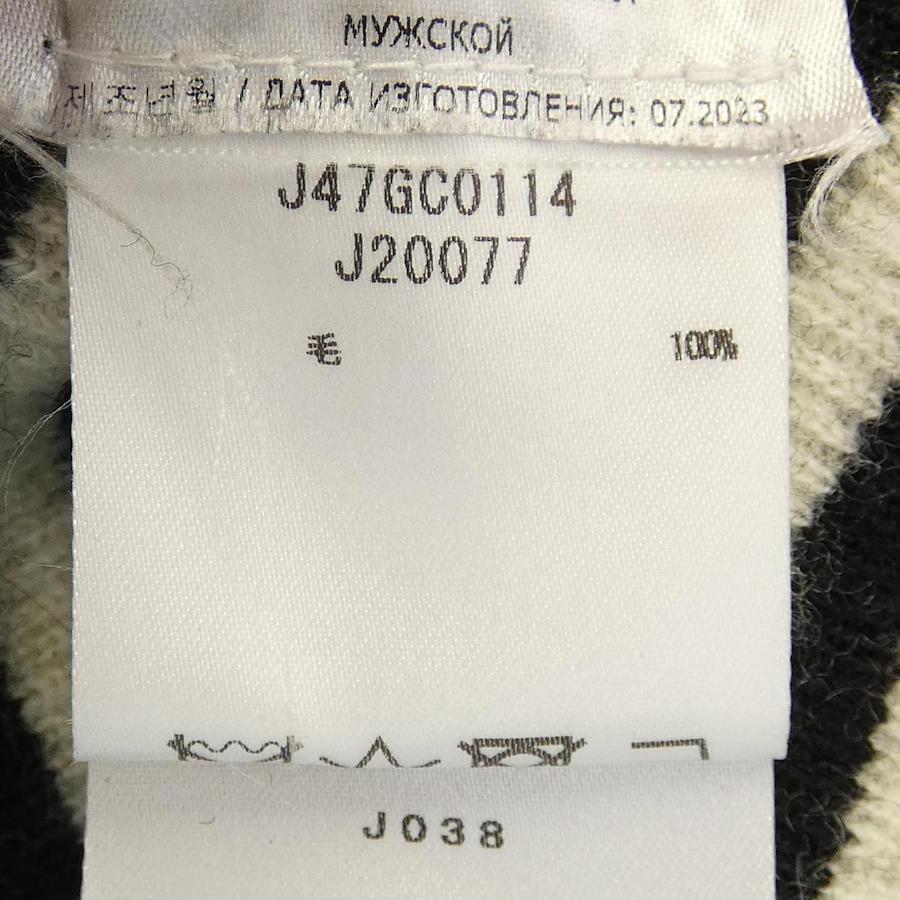 МУЖСКОЙ
제조년월 / ДАТА ИЗГОТОВЛЕНИЯ: 07.2023
J47GC0114
J20077
毛 100%
J038